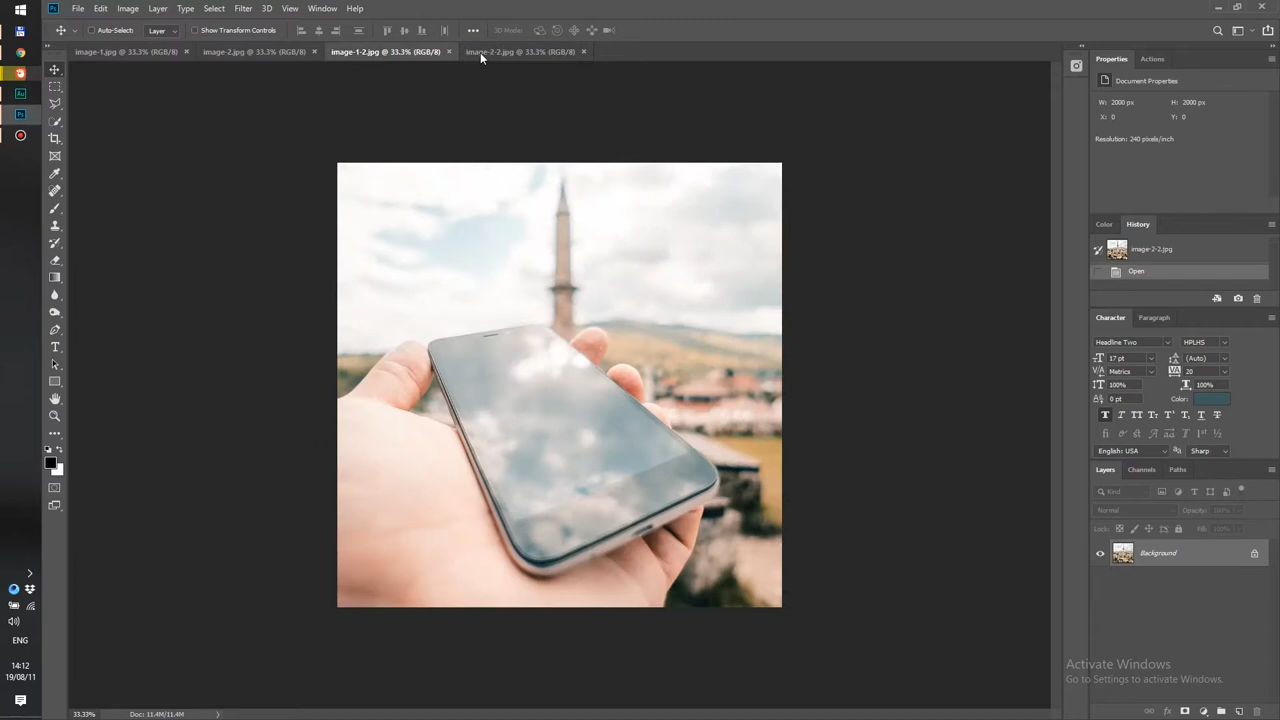 File Edit Image Layer Type Select Filter 3D View Window Help
Auto-Select: Layer Show Transform Controls 3D Mode:
image-1.jpg @ 33.3% (RGB/8) × image-2.jpg @ 33.3% (RGB/8) × image-1-2.jpg @ 33.3% (RGB/8) × image-2-2.jpg @ 33.3% (RGB/8) ×
Properties Actions
Document Properties
W: 2000 px H: 2000 px
X: 0 Y: 0
Resolution: 240 pixels/inch
Color History
image-2-2.jpg
Open
Character Paragraph
Headline Two HPLHS
17 pt (Auto)
Metrics 20
100% 100%
0 pt Color:
English: USA Sharp
Layers Channels Paths
Kind
Normal Opacity: 100%
Lock: Fill: 100%
Background
Activate Windows
Go to Settings to activate Windows.
ENG
14:12
19/08/11
33.33% Doc: 11.4M/11.4M